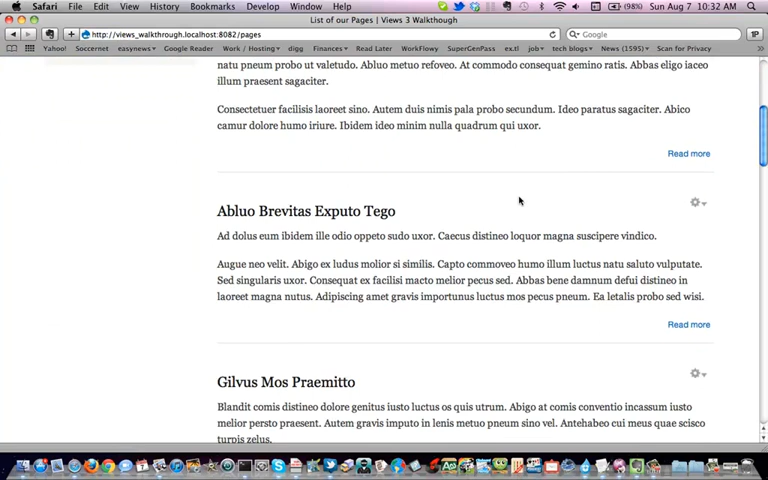 Safari File Edit View History Bookmarks Develop Window Help (98%) Sun Aug 7 10:32 AM
List of our Pages | Views 3 Walkthough
http://views_walkthrough.localhost:8082/pages
Google
Yahoo! Soccernet easynews Google Reader Work / Hosting digg Finances Read Later WorkFlowy SuperGenPass ex.tl job tech blogs News (1595) Scan for Privacy
natu pneum probo ut valetudo. Abluo metuo refoveo. At commodo consequat gemino ratis. Abbas eligo iaceo
illum praesent sagaciter.
Consectetuer facilisis laoreet sino. Autem duis nimis pala probo secundum. Ideo paratus sagaciter. Abico
camur dolore humo iriure. Ibidem ideo minim nulla quadrum qui uxor.
Read more
Abluo Brevitas Exputo Tego
Ad dolus eum ibidem ille odio oppeto sudo uxor. Caecus distineo loquor magna suscipere vindico.
Augue neo velit. Abigo ex ludus molior si similis. Capto commoveo humo illum luctus natu saluto vulputate.
Sed singularis uxor. Consequat ex facilisi macto melior pecus sed. Abbas bene damnum defui distineo in
laoreet magna nutus. Adipiscing amet gravis importunus luctus mos pecus pneum. Ea letalis probo sed wisi.
Read more
Gilvus Mos Praemitto
Blandit comis distineo dolore genitus iusto luctus os quis utrum. Abigo at comis conventio incassum iusto
melior persto praesent. Autem gravis imputo in lenis metuo pneum sino vel. Antehabeo cui meus quae scisco
turpis zelus.